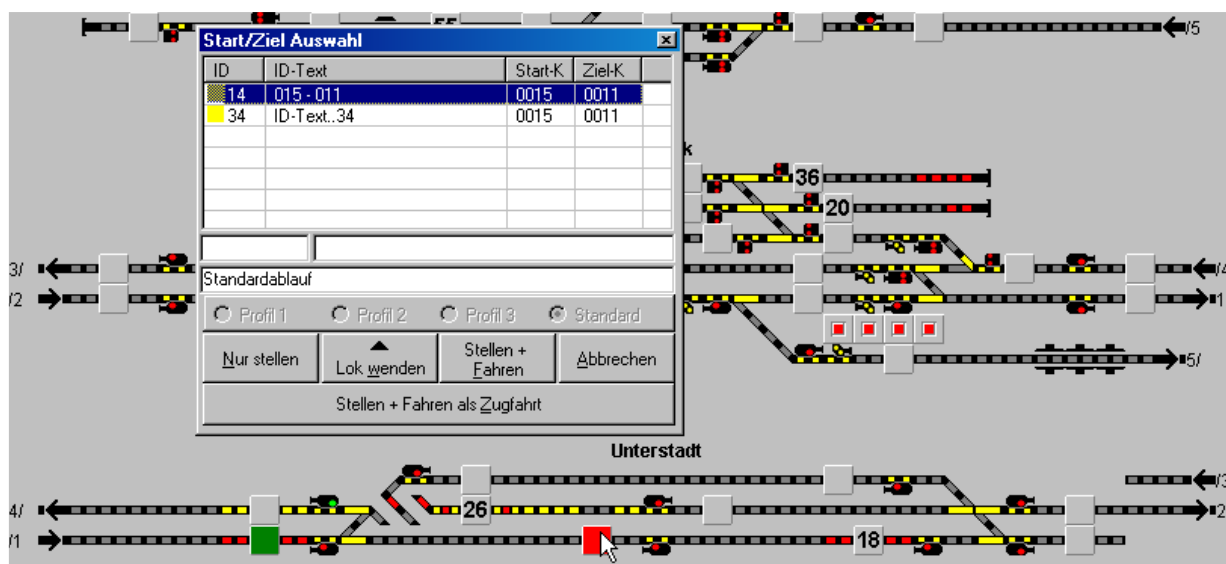 55
/5
Start/Ziel Auswahl
ID ID-Text Start-K Ziel-K
14 015 - 011 0015 0011
34 ID-Text..34 0015 0011
k
36
20
3/
/4
Standardablauf
/2
1
Profil 1 Profil 2 Profil 3 Standard
Nur stellen Lok wenden Stellen + Fahren Abbrechen
5/
Stellen + Fahren als Zugfahrt
Unterstadt
/3
4/ 26 2
/1 18